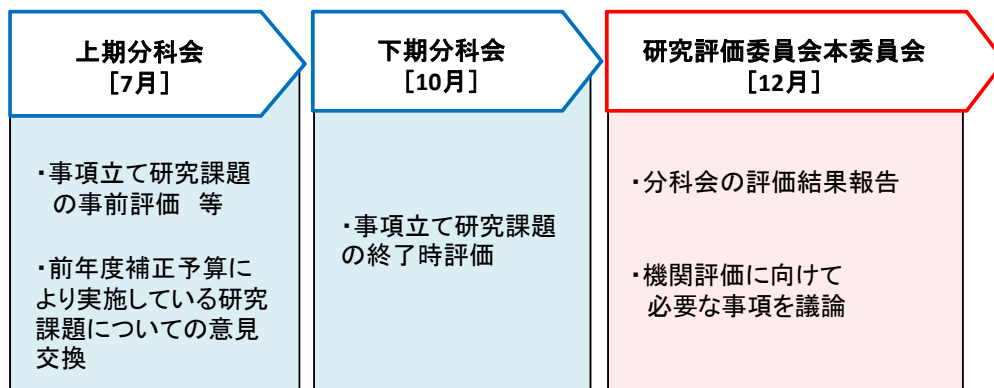 上期分科会
[7月]
・事項立て研究課題
の事前評価 等
・前年度補正予算に
より実施している研究
課題についての意見
交換
下期分科会
[10月]
・事項立て研究課題
の終了時評価
研究評価委員会本委員会
[12月]
・分科会の評価結果報告
・機関評価に向けて
必要な事項を議論